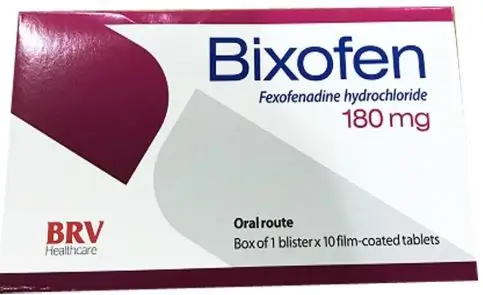 Bixofen
Fexofenadine hydrochloride
180 mg
Oral route
Box of 1 blister x 10 film-coated tablets
BRV
Healthcare